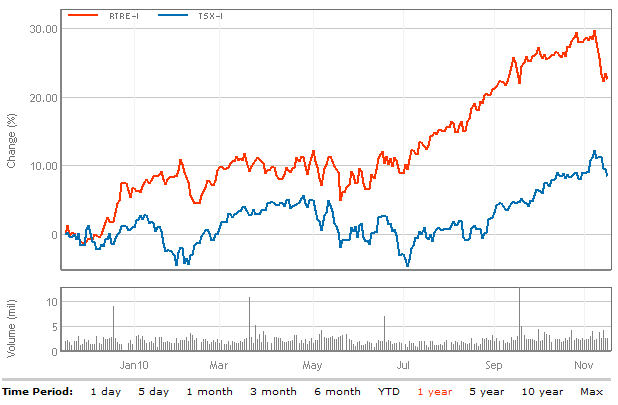 RTRE-I TSX-I
30.00
20.00
10.00
0
Change (%)
10
5
0
Volume (mil)
Jan10 Mar May Jul Sep Nov
Time Period: 1 day 5 day 1 month 3 month 6 month YTD 1 year 5 year 10 year Max